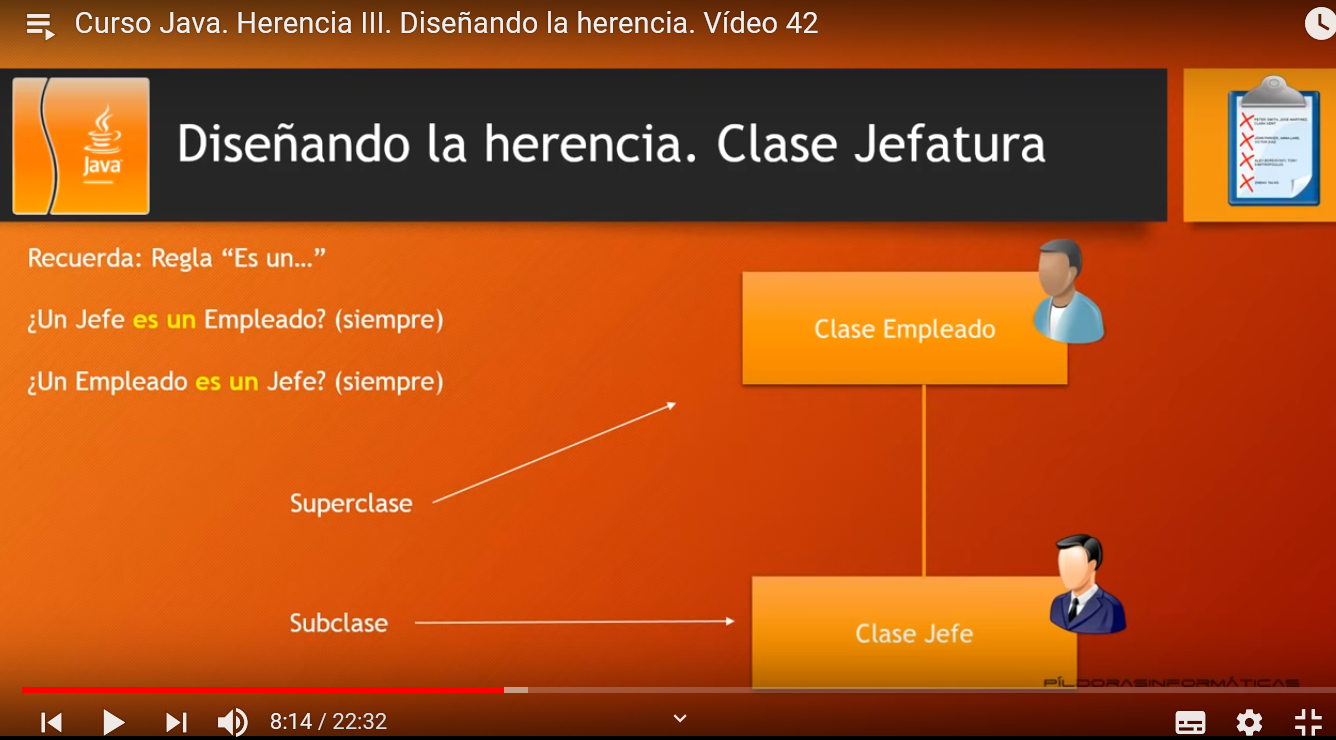 Curso Java. Herencia III. Diseñando la herencia. Vídeo 42
Java
Diseñando la herencia. Clase Jefatura
Recuerda: Regla “Es un...”
¿Un Jefe es un Empleado? (siempre)
¿Un Empleado es un Jefe? (siempre)
Clase Empleado
Superclase
Subclase
Clase Jefe
PÍLDORASINFORMÁTICAS
8:14 / 22:32